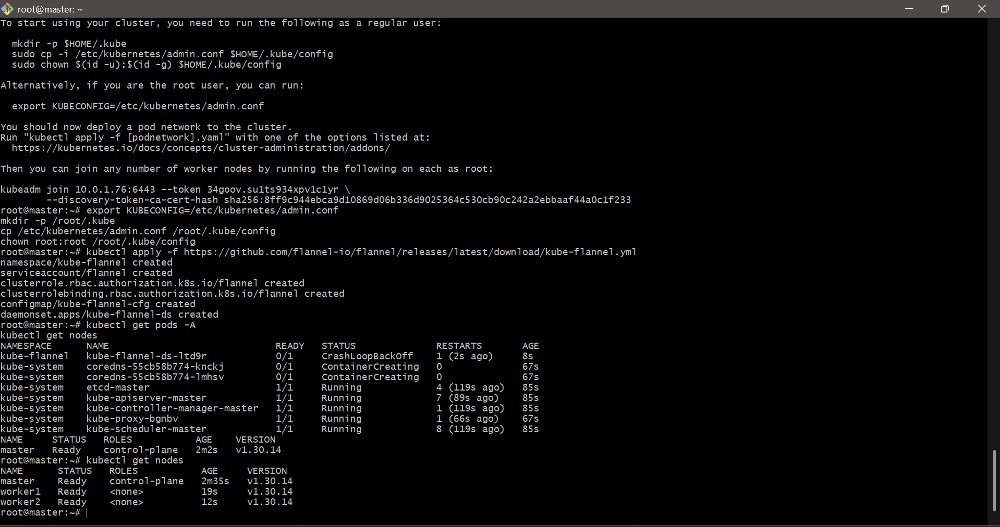 root@master: ~
To start using your cluster, you need to run the following as a regular user:
  mkdir -p $HOME/.kube
  sudo cp -i /etc/kubernetes/admin.conf $HOME/.kube/config
  sudo chown $(id -u):$(id -g) $HOME/.kube/config
Alternatively, if you are the root user, you can run:
  export KUBECONFIG=/etc/kubernetes/admin.conf
You should now deploy a pod network to the cluster.
Run "kubectl apply -f [podnetwork].yaml" with one of the options listed at:
  https://kubernetes.io/docs/concepts/cluster-administration/addons/
Then you can join any number of worker nodes by running the following on each as root:
kubeadm join 10.0.1.76:6443 --token 34goov.su1ts934xpv1c1yr \
        --discovery-token-ca-cert-hash sha256:8ff9c944ebca9d10869d06b336d9025364c530cb90c242a2ebbaaf44a0c1f233
root@master:~# export KUBECONFIG=/etc/kubernetes/admin.conf
mkdir -p /root/.kube
cp /etc/kubernetes/admin.conf /root/.kube/config
chown root:root /root/.kube/config
root@master:~# kubectl apply -f https://github.com/flannel-io/flannel/releases/latest/download/kube-flannel.yml
namespace/kube-flannel created
serviceaccount/flannel created
clusterrole.rbac.authorization.k8s.io/flannel created
clusterrolebinding.rbac.authorization.k8s.io/flannel created
configmap/kube-flannel-cfg created
daemonset.apps/kube-flannel-ds created
root@master:~# kubectl get pods -A
kubectl get nodes
NAMESPACE      NAME                             READY   STATUS              RESTARTS       AGE
kube-flannel   kube-flannel-ds-ltd9r            0/1     CrashLoopBackOff    1 (2s ago)     8s
kube-system    coredns-55cb58b774-knckj         0/1     ContainerCreating   0              67s
kube-system    coredns-55cb58b774-lmhsv         0/1     ContainerCreating   0              67s
kube-system    etcd-master                      1/1     Running             4 (119s ago)   85s
kube-system    kube-apiserver-master            1/1     Running             7 (89s ago)    85s
kube-system    kube-controller-manager-master   1/1     Running             1 (119s ago)   85s
kube-system    kube-proxy-bgnbv                 1/1     Running             1 (66s ago)    67s
kube-system    kube-scheduler-master            1/1     Running             8 (119s ago)   85s
NAME     STATUS   ROLES           AGE    VERSION
master   Ready    control-plane   2m2s   v1.30.14
root@master:~# kubectl get nodes
NAME      STATUS   ROLES           AGE     VERSION
master    Ready    control-plane   2m35s   v1.30.14
worker1   Ready    <none>          19s     v1.30.14
worker2   Ready    <none>          12s     v1.30.14
root@master:~#